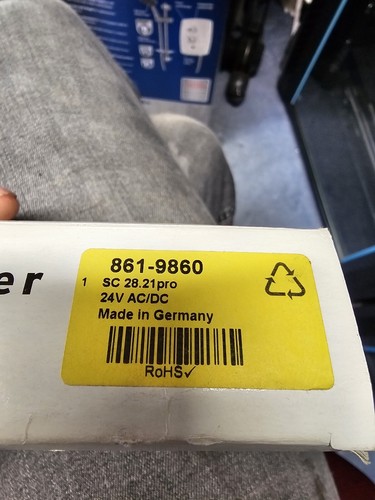 er
861-9860
1 SC 28.21pro
24V AC/DC
Made in Germany
RoHS✓